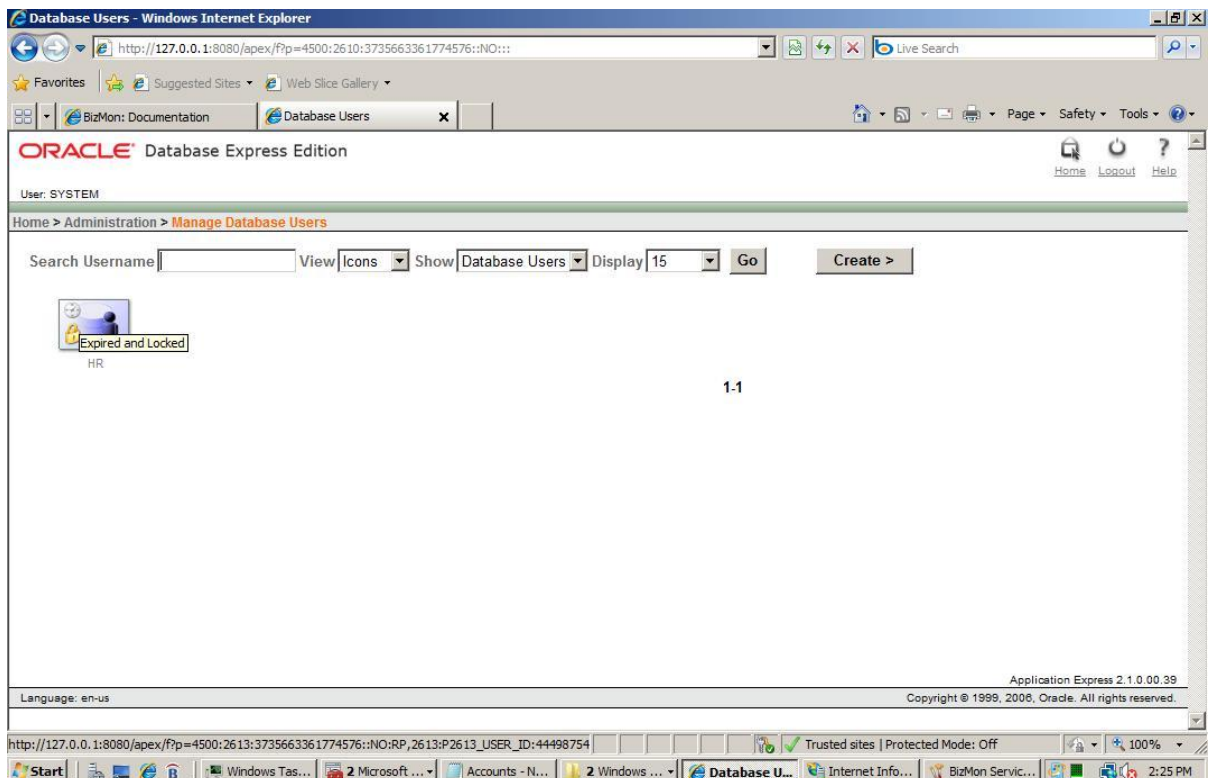 Database Users - Windows Internet Explorer
http://127.0.0.1:8080/apex/f?p=4500:2610:3735663361774576::NO:::
Live Search
Favorites Suggested Sites Web Slice Gallery
BizMon: Documentation Database Users Page Safety Tools
ORACLE Database Express Edition
Home Logout Help
User: SYSTEM
Home > Administration > Manage Database Users
Search Username View Icons Show Database Users Display 15 Go Create >
Expired and Locked
HR
1-1
Application Express 2.1.0.00.39
Language: en-us Copyright © 1999, 2006, Oracle. All rights reserved.
http://127.0.0.1:8080/apex/f?p=4500:2613:3735663361774576::NO:RP,2613:P2613_USER_ID:44498754 Trusted sites | Protected Mode: Off 100%
Start Windows Tas... 2 Microsoft ... Accounts - N... 2 Windows ... Database U... Internet Info... BizMon Servic... 2:25 PM